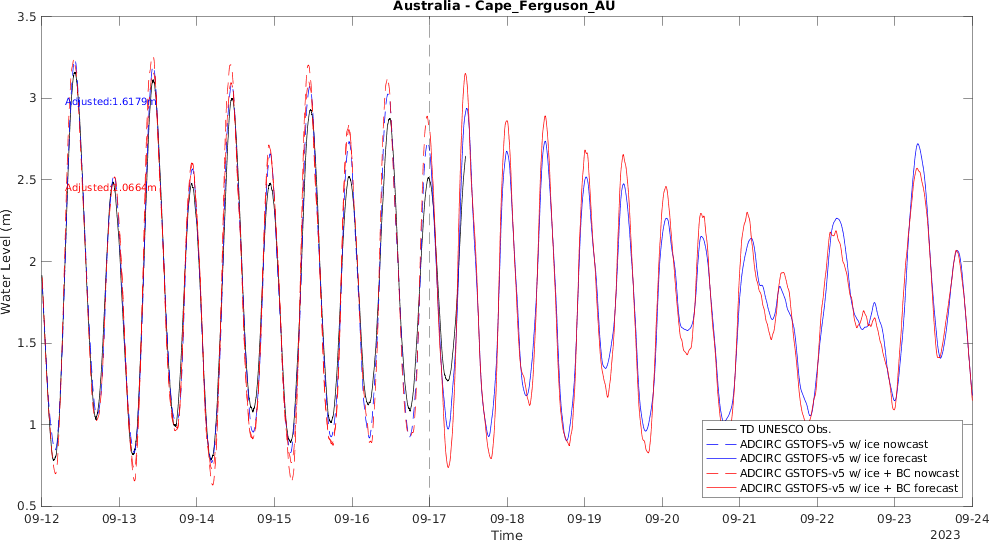 Australia - Cape_Ferguson_AU
Water Level (m)
3.5
3
2.5
2
1.5
1
0.5
Adjusted:1.6179m
TD UNESCO Obs.
ADCIRC GSTOFS-v5 w/ ice nowcast
ADCIRC GSTOFS-v5 w/ ice forecast
ADCIRC GSTOFS-v5 w/ ice + BC nowcast
ADCIRC GSTOFS-v5 w/ ice + BC forecast
09-12 09-13 09-14 09-15 09-16 09-17 09-18 09-19 09-20 09-21 09-22 09-23 09-24
Time
2023